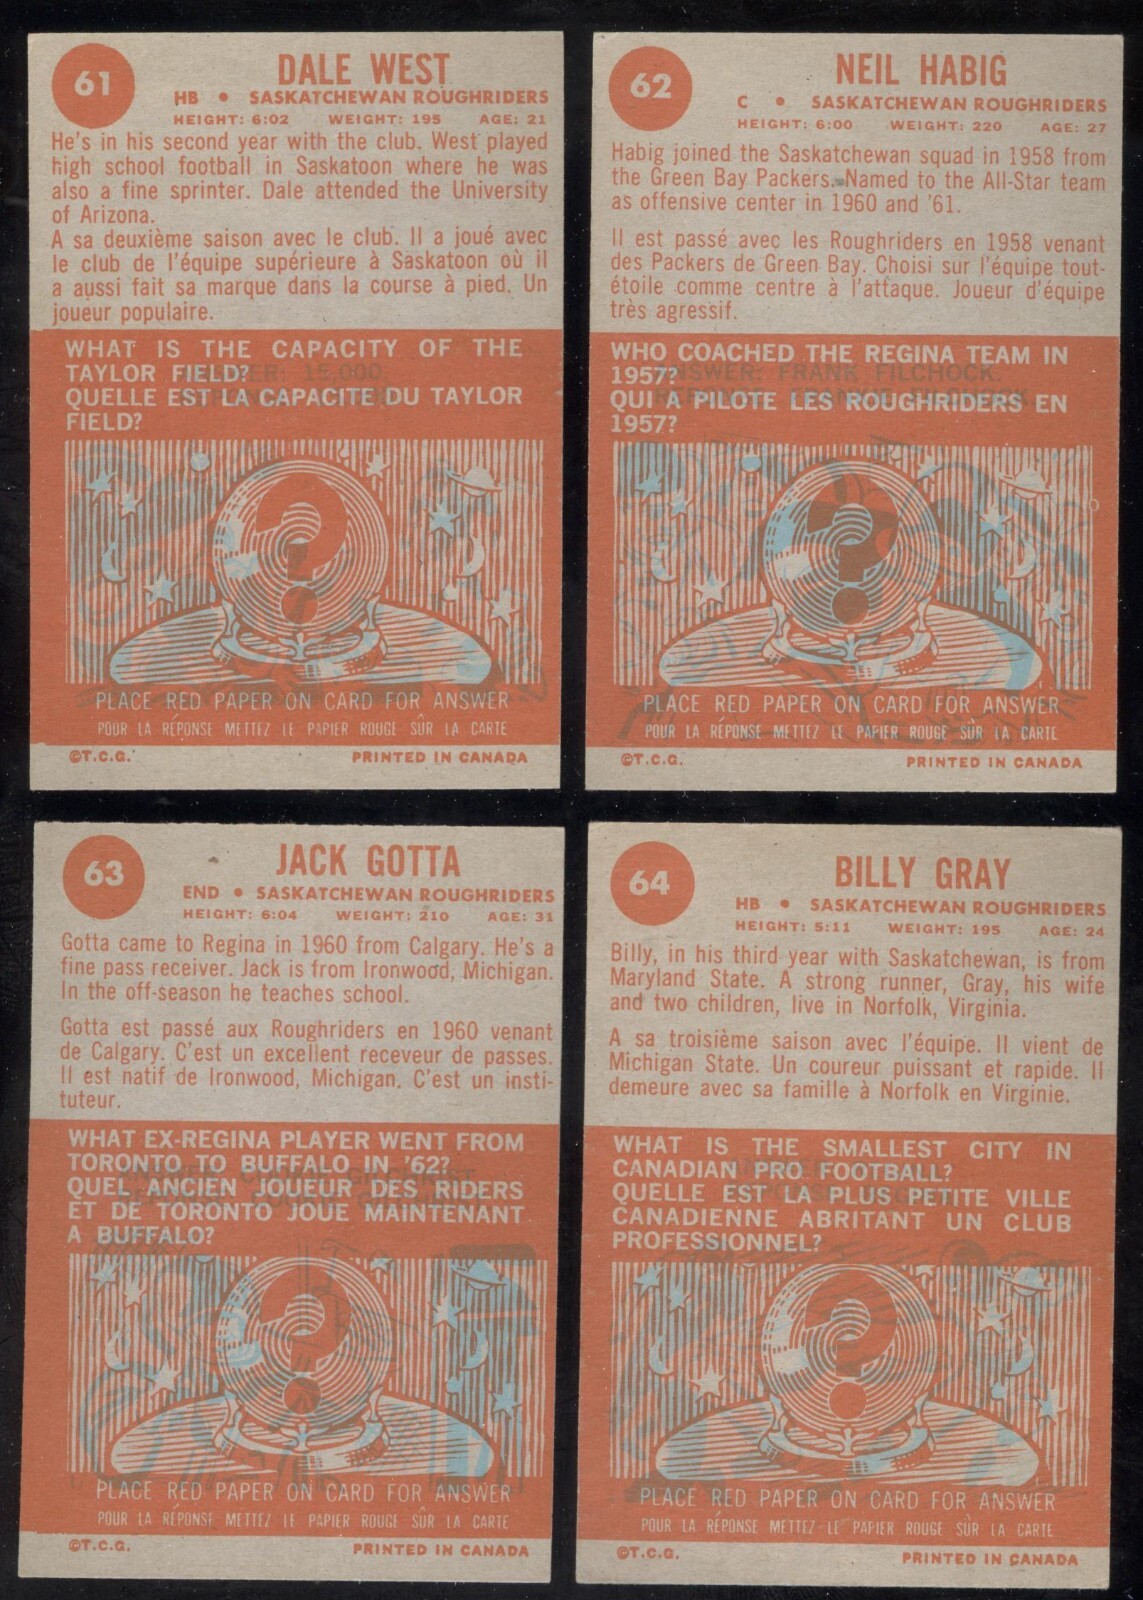 61
DALE WEST
HB • SASKATCHEWAN ROUGHRIDERS
HEIGHT: 6:02 WEIGHT: 195 AGE: 21
He's in his second year with the club. West played
high school football in Saskatoon where he was
also a fine sprinter. Dale attended the University
of Arizona.
A sa deuxième saison avec le club. Il a joué avec
le club de l'équipe supérieure à Saskatoon où il
a aussi fait sa marque dans la course à pied. Un
joueur populaire.
WHAT IS THE CAPACITY OF THE
TAYLOR FIELD?
QUELLE EST LA CAPACITE DU TAYLOR
FIELD?
ANSWER: 15,000
PLACE RED PAPER ON CARD FOR ANSWER
POUR LA RÉPONSE METTEZ LE PAPIER ROUGE SÛR LA CARTE
©T.C.G. PRINTED IN CANADA
62
NEIL HABIG
C • SASKATCHEWAN ROUGHRIDERS
HEIGHT: 6:00 WEIGHT: 220 AGE: 27
Habig joined the Saskatchewan squad in 1958 from
the Green Bay Packers. Named to the All-Star team
as offensive center in 1960 and '61.
Il est passé avec les Roughriders en 1958 venant
des Packers de Green Bay. Choisi sur l'équipe tout-
étoile comme centre à l'attaque. Joueur d'équipe
très agressif.
WHO COACHED THE REGINA TEAM IN
1957?
QUI A PILOTE LES ROUGHRIDERS EN
1957?
ANSWER: FRANK FILCHOCK.
PLACE RED PAPER ON CARD FOR ANSWER
POUR LA RÉPONSE METTEZ LE PAPIER ROUGE SÛR LA CARTE
©T.C.G. PRINTED IN CANADA
63
JACK GOTTA
END • SASKATCHEWAN ROUGHRIDERS
HEIGHT: 6:04 WEIGHT: 210 AGE: 31
Gotta came to Regina in 1960 from Calgary. He's a
fine pass receiver. Jack is from Ironwood, Michigan.
In the off-season he teaches school.
Gotta est passé aux Roughriders en 1960 venant
de Calgary. C'est un excellent receveur de passes.
Il est natif de Ironwood, Michigan. C'est un insti-
tuteur.
WHAT EX-REGINA PLAYER WENT FROM
TORONTO TO BUFFALO IN '62?
QUEL ANCIEN JOUEUR DES RIDERS
ET DE TORONTO JOUE MAINTENANT
A BUFFALO?
PLACE RED PAPER ON CARD FOR ANSWER
POUR LA RÉPONSE METTEZ LE PAPIER ROUGE SÛR LA CARTE
©T.C.G. PRINTED IN CANADA
64
BILLY GRAY
HB • SASKATCHEWAN ROUGHRIDERS
HEIGHT: 5:11 WEIGHT: 195 AGE: 24
Billy, in his third year with Saskatchewan, is from
Maryland State. A strong runner, Gray, his wife
and two children, live in Norfolk, Virginia.
A sa troisième saison avec l'équipe. Il vient de
Michigan State. Un coureur puissant et rapide. Il
demeure avec sa famille à Norfolk en Virginie.
WHAT IS THE SMALLEST CITY IN
CANADIAN PRO FOOTBALL?
QUELLE EST LA PLUS PETITE VILLE
CANADIENNE ABRITANT UN CLUB
PROFESSIONNEL?
PLACE RED PAPER ON CARD FOR ANSWER
POUR LA RÉPONSE METTEZ LE PAPIER ROUGE SÛR LA CARTE
©T.C.G. PRINTED IN CANADA